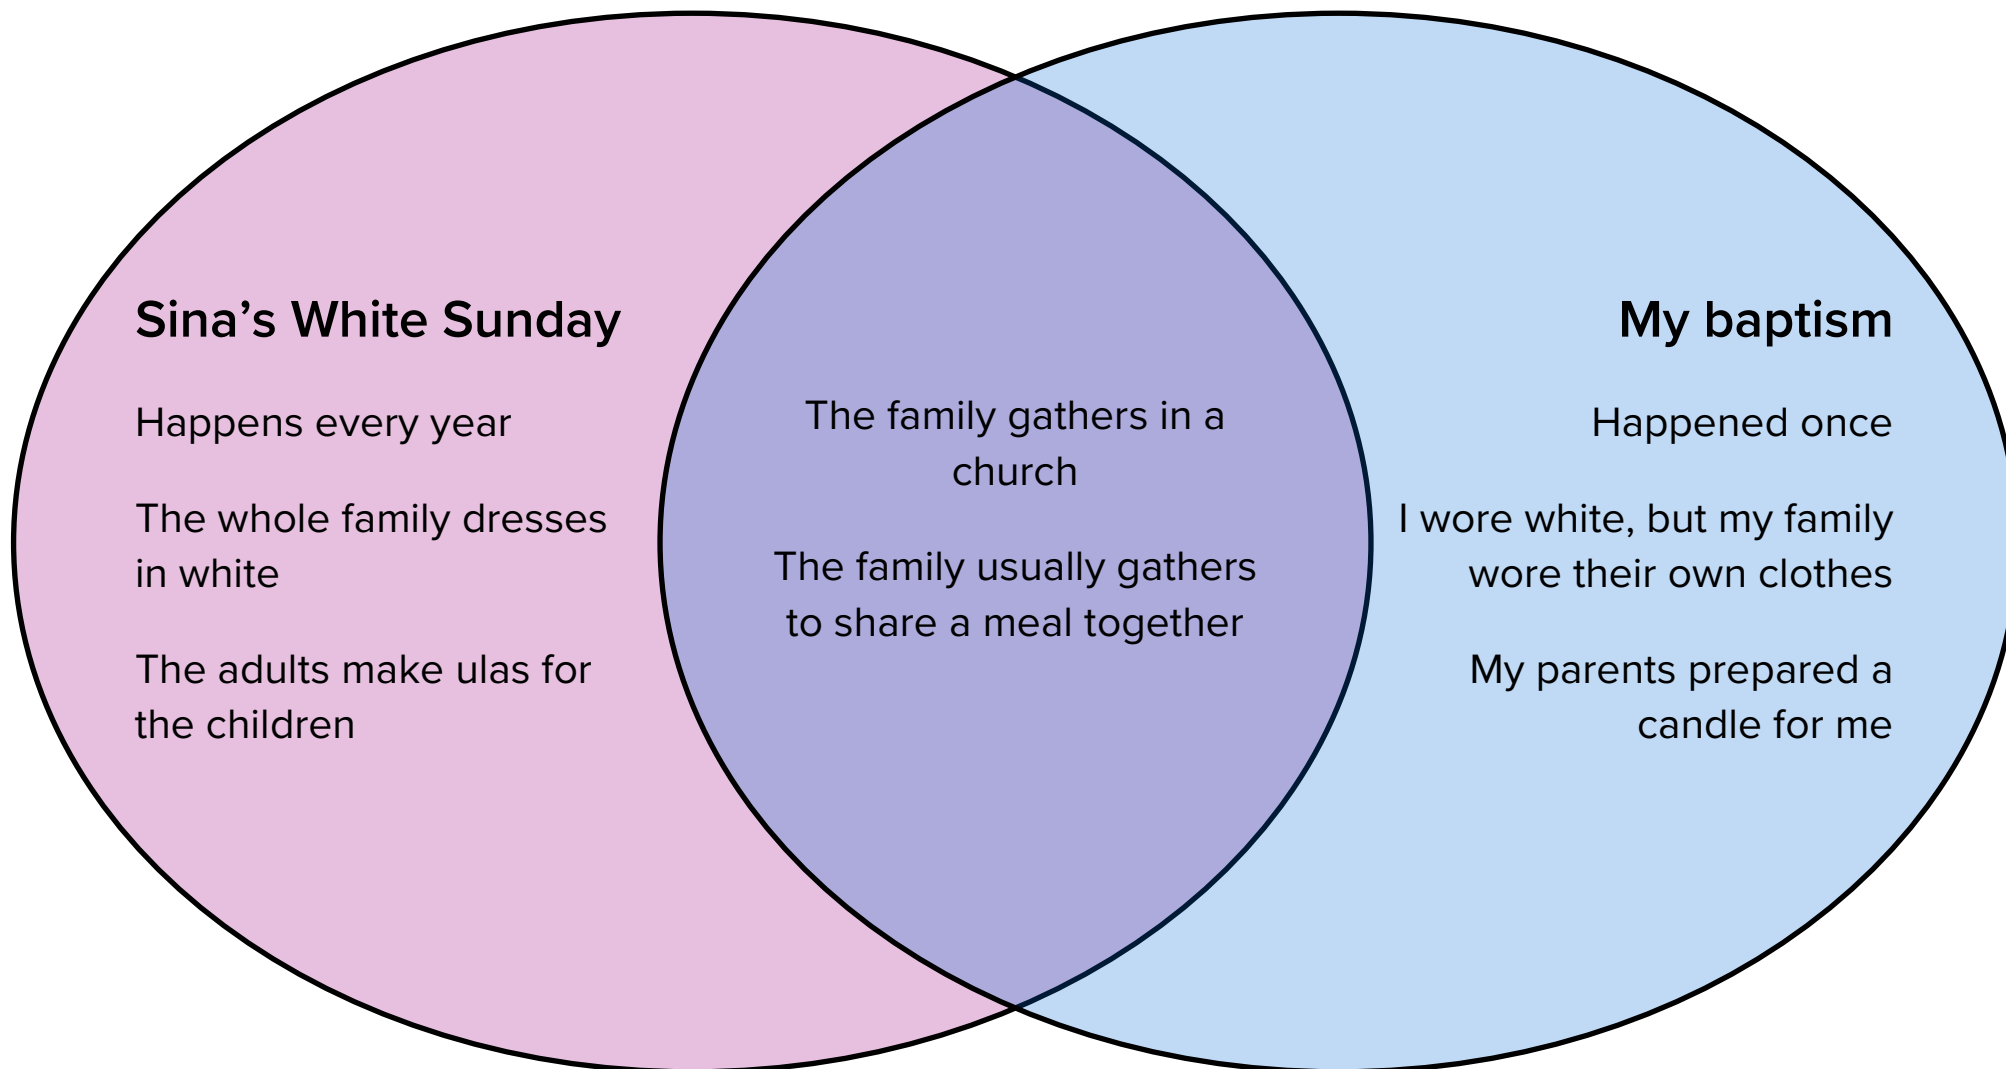 Sina’s White Sunday
Happens every year
The whole family dresses
in white
The adults make ulas for
the children
The family gathers in a
church
The family usually gathers
to share a meal together
My baptism
Happened once
I wore white, but my family
wore their own clothes
My parents prepared a
candle for me